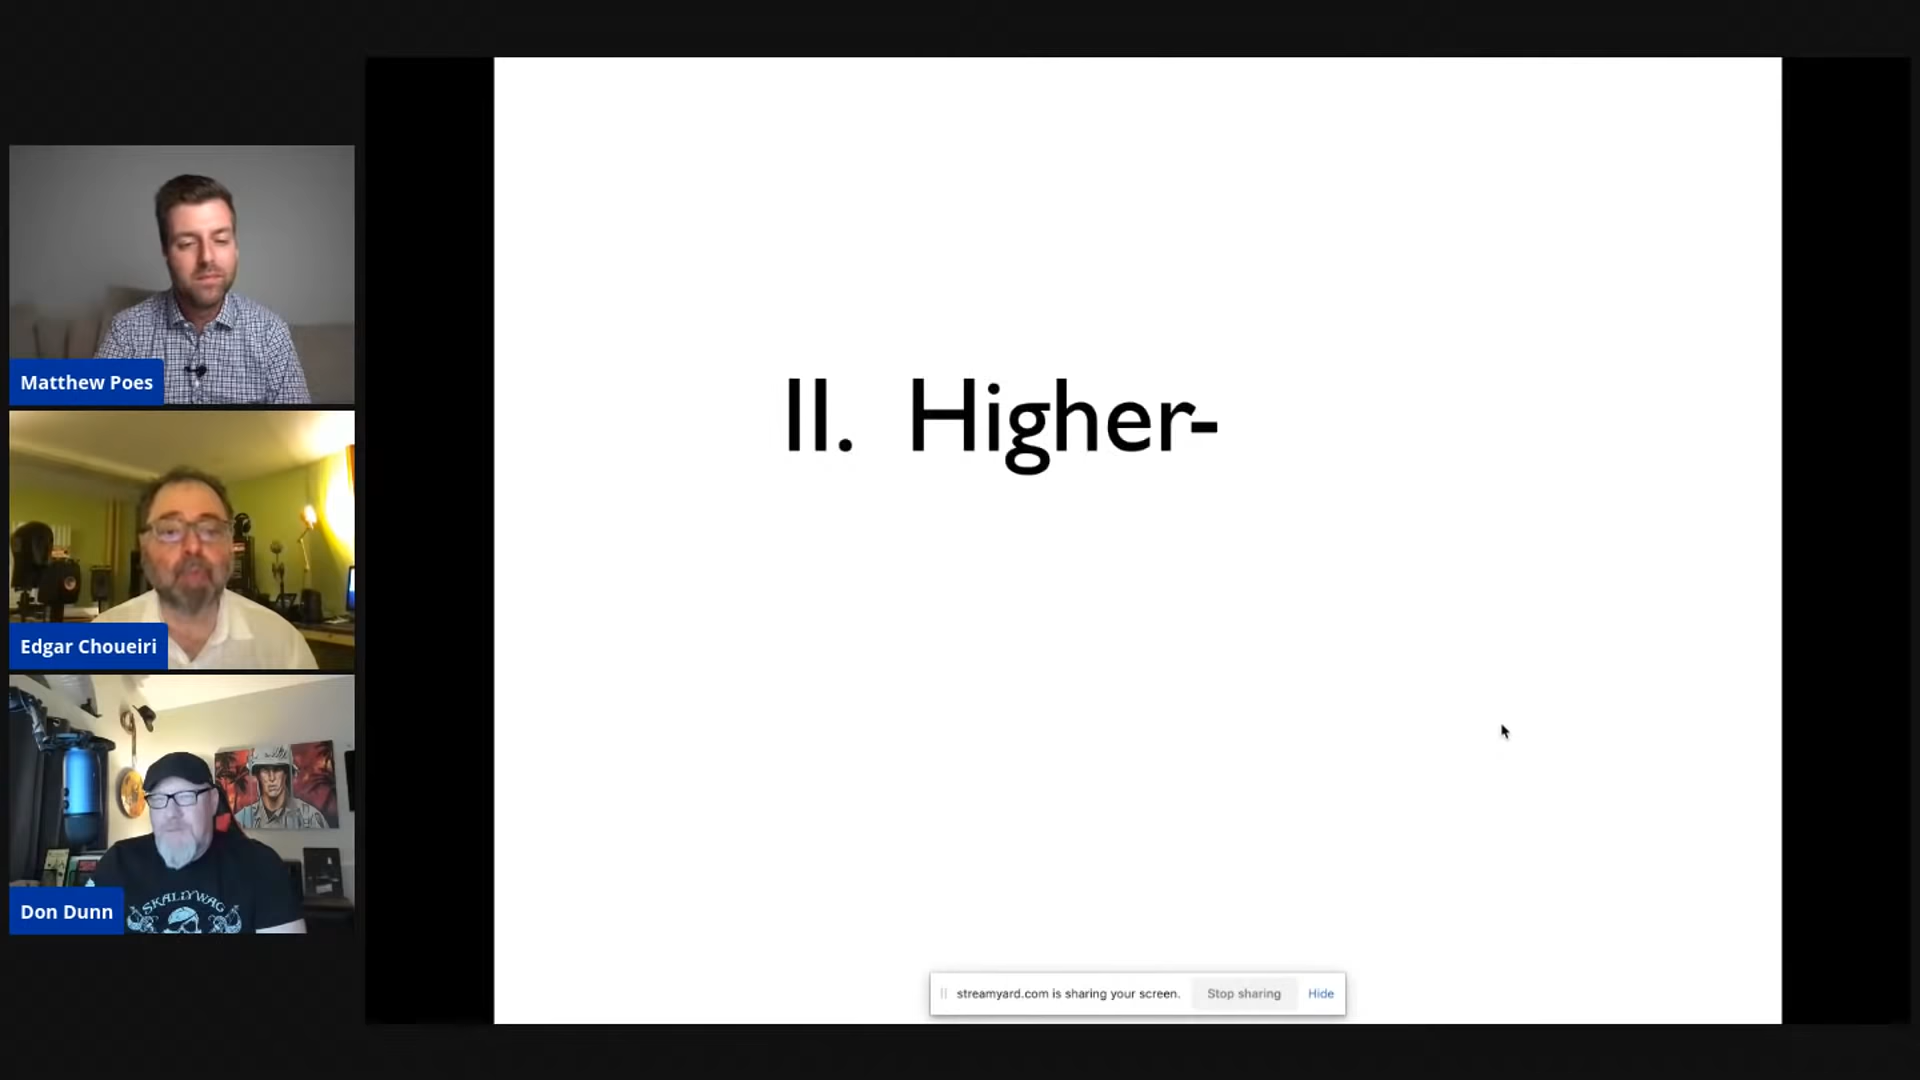 Matthew Poes
Edgar Choueiri
SKALLYWAG
Don Dunn
II. Higher-
streamyard.com is sharing your screen.
Stop sharing
Hide